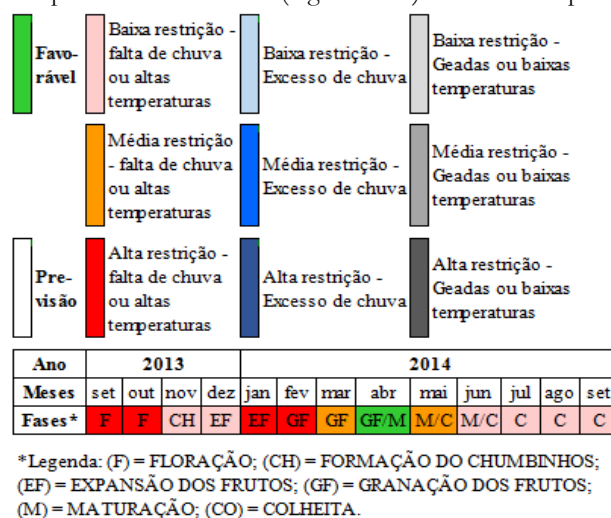 Favo-
rável
Baixa restrição -
falta de chuva
ou altas
temperaturas
Baixa restrição -
Excesso de chuva
Baixa restrição -
Geadas ou baixas
temperaturas
Média restrição
- falta de chuva
ou altas
temperaturas
Média restrição -
Excesso de chuva
Média restrição -
Geadas ou baixas
temperaturas
Pre-
visão
Alta restrição -
falta de chuva
ou altas
temperaturas
Alta restrição -
Excesso de chuva
Alta restrição -
Geadas ou baixas
temperaturas
Ano 2013 2014
Meses set out nov dez jan fev mar abr mai jun jul ago set
Fases* F F CH EF EF GF GF GF/M M/C M/C C C C
*Legenda: (F) = FLORAÇÃO; (CH) = FORMAÇÃO DO CHUMBINHOS;
(EF) = EXPANSÃO DOS FRUTOS; (GF) = GRANAÇÃO DOS FRUTOS;
(M) = MATURAÇÃO; (CO) = COLHEITA.